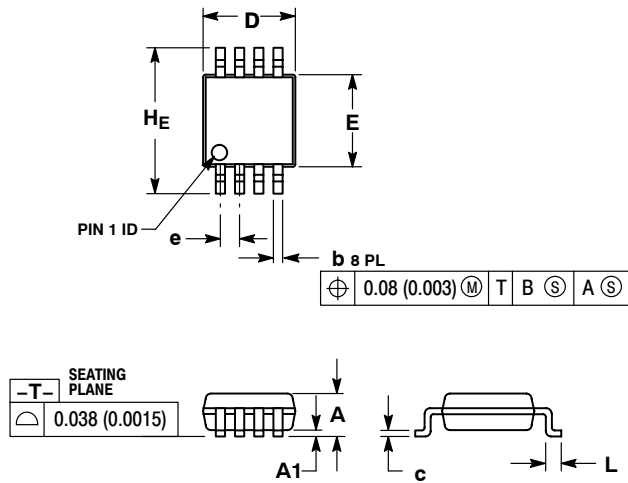 D
HE
E
PIN 1 ID
e
b 8 PL
⌖ 0.08 (0.003) Ⓜ T B Ⓢ A Ⓢ
–T– SEATING PLANE
⌓ 0.038 (0.0015)
A
A1
c
L